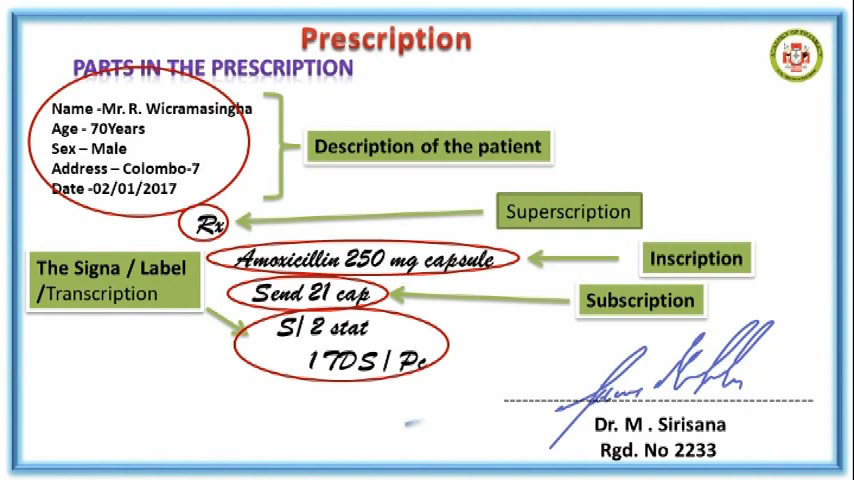 Prescription
PARTS IN THE PRESCRIPTION
Name -Mr. R. Wicramasingha
Age - 70Years
Sex – Male
Address – Colombo-7
Date -02/01/2017
Description of the patient
Rx
Superscription
Amoxicillin 250 mg capsule
Inscription
The Signa / Label
/Transcription
Send 21 cap
Subscription
S/ 2 stat
1 TDS / Pc
Dr. M . Sirisana
Rgd. No 2233